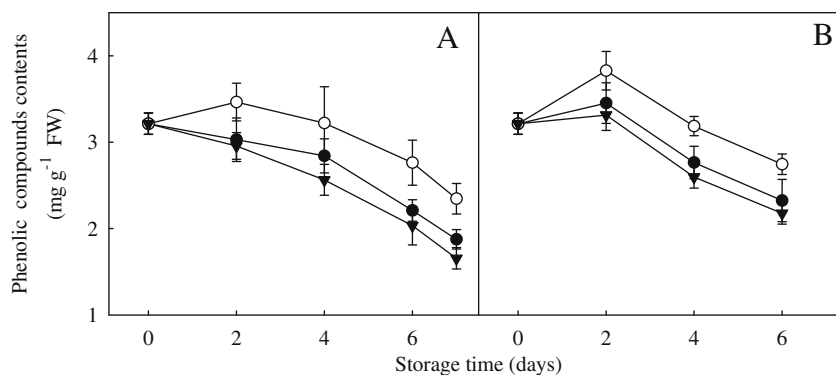 Phenolic compounds contents
(mg g⁻¹ FW)
4
3
2
1
A
B
0 2 4 6 0 2 4 6
Storage time (days)